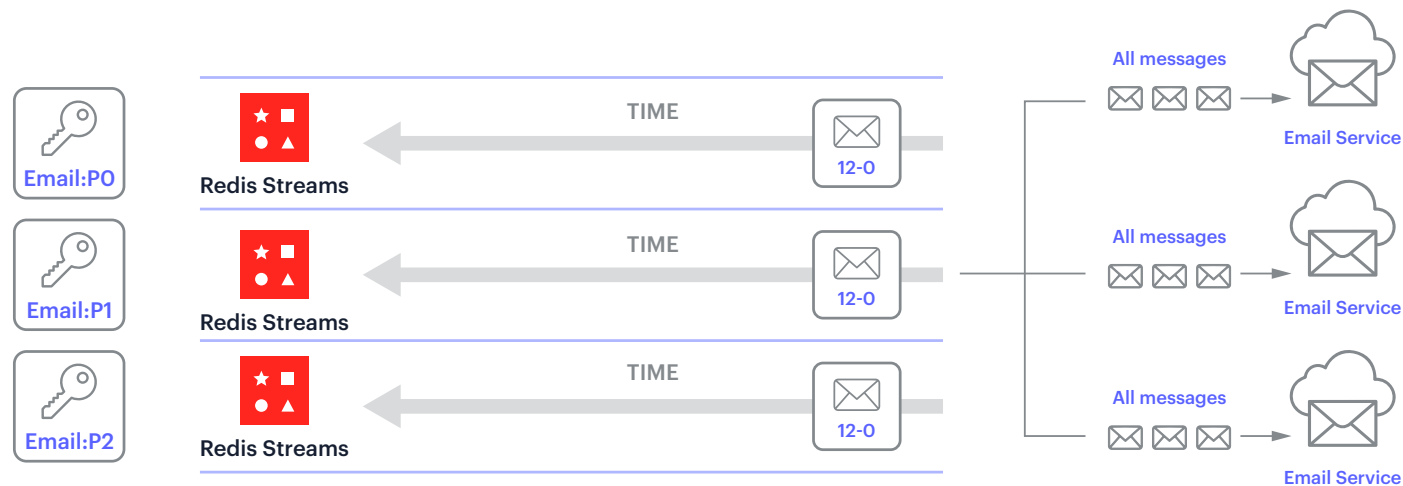 Email:P0
Redis Streams
TIME
12-0
Email:P1
Redis Streams
TIME
12-0
Email:P2
Redis Streams
TIME
12-0
All messages
Email Service
All messages
Email Service
All messages
Email Service